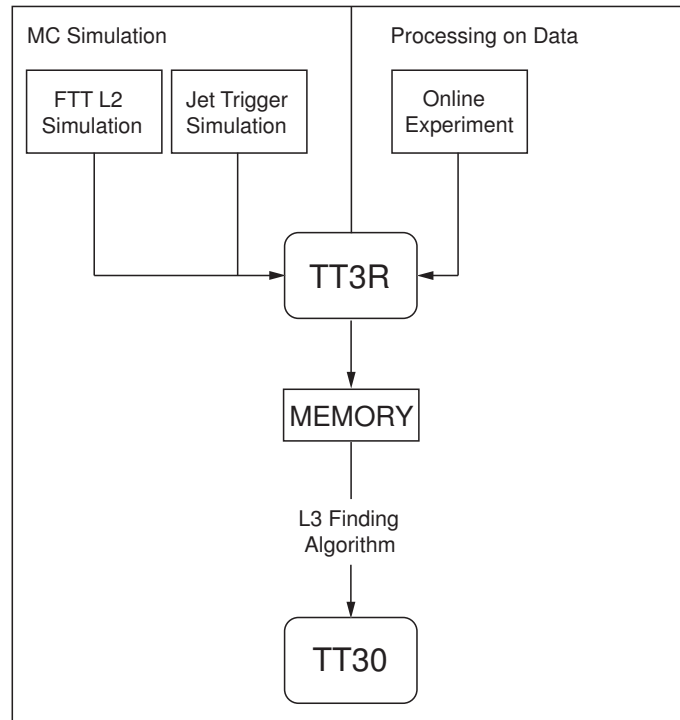 MC Simulation
Processing on Data
FTT L2
Simulation
Jet Trigger
Simulation
Online
Experiment
TT3R
MEMORY
L3 Finding
Algorithm
TT30